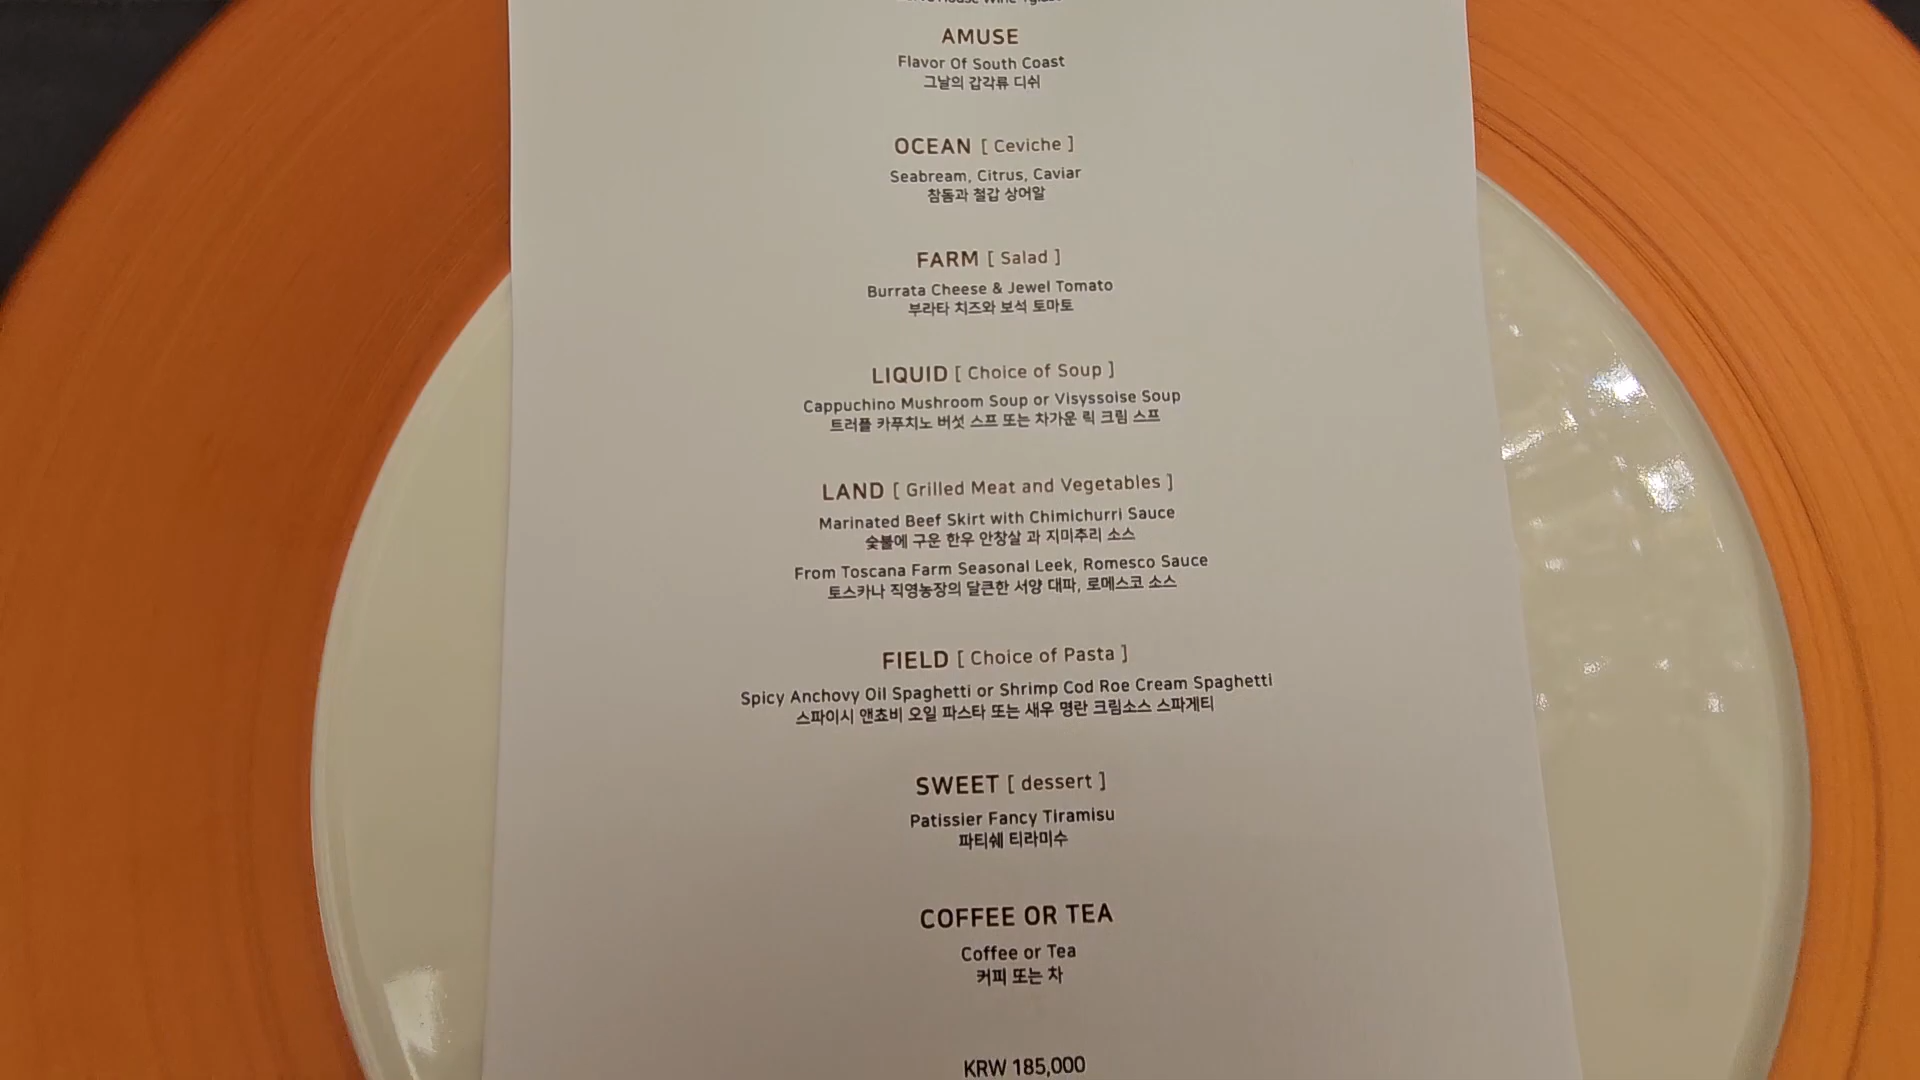 AMUSE
Flavor Of South Coast
그날의 갑각류 디쉬
OCEAN [ Ceviche ]
Seabream, Citrus, Caviar
참돔과 철갑 상어알
FARM [ Salad ]
Burrata Cheese & Jewel Tomato
부라타 치즈와 보석 토마토
LIQUID [ Choice of Soup ]
Cappuchino Mushroom Soup or Visyssoise Soup
트러플 카푸치노 버섯 스프 또는 차가운 릭 크림 스프
LAND [ Grilled Meat and Vegetables ]
Marinated Beef Skirt with Chimichurri Sauce
숯불에 구운 한우 안창살 과 지미추리 소스
From Toscana Farm Seasonal Leek, Romesco Sauce
토스카나 직영농장의 달큰한 서양 대파, 로메스코 소스
FIELD [ Choice of Pasta ]
Spicy Anchovy Oil Spaghetti or Shrimp Cod Roe Cream Spaghetti
스파이시 앤쵸비 오일 파스타 또는 새우 명란 크림소스 스파게티
SWEET [ dessert ]
Patissier Fancy Tiramisu
파티쉐 티라미수
COFFEE OR TEA
Coffee or Tea
커피 또는 차
KRW 185,000